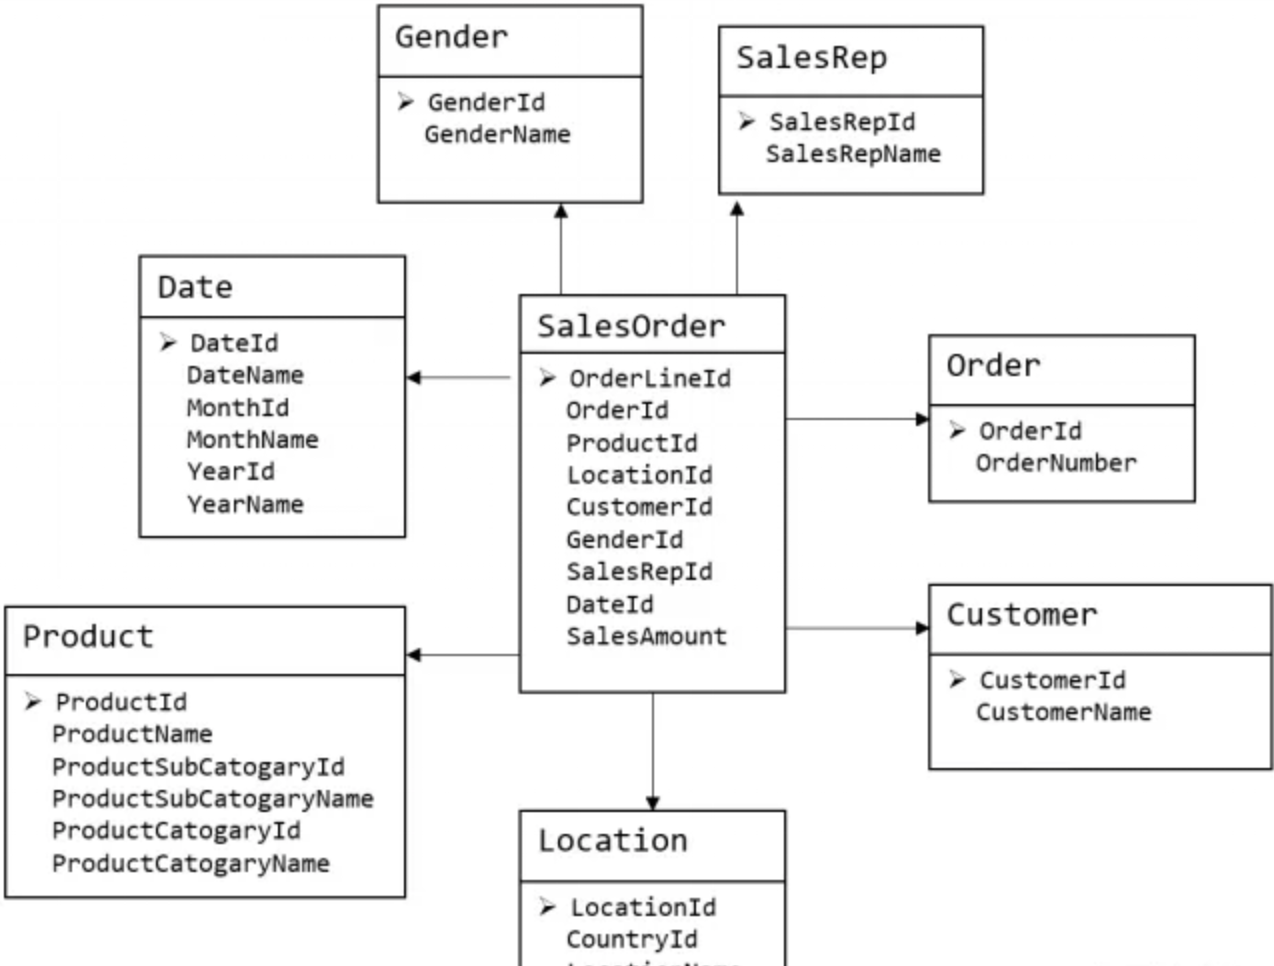 Gender
GenderId
GenderName
SalesRep
SalesRepId
SalesRepName
Date
DateId
DateName
MonthId
MonthName
YearId
YearName
SalesOrder
OrderLineId
OrderId
ProductId
LocationId
CustomerId
GenderId
SalesRepId
DateId
SalesAmount
Order
OrderId
OrderNumber
Product
ProductId
ProductName
ProductSubCatogaryId
ProductSubCatogaryName
ProductCatogaryId
ProductCatogaryName
Customer
CustomerId
CustomerName
Location
LocationId
CountryId